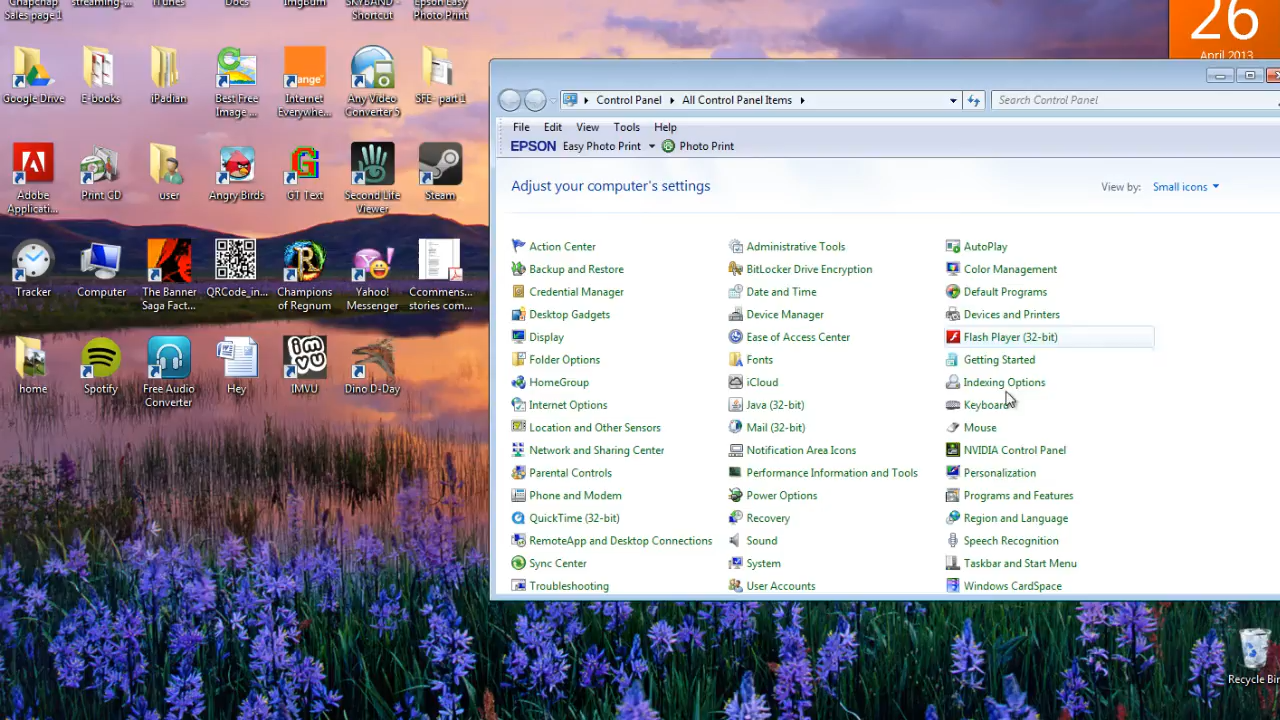 Chapchap
Sales page 1
streaming-...
iTunes
Docs
ImgBurn
SKYBAND -
Shortcut
Epson Easy
Photo Print
26
April 2013
Google Drive
E-books
iPadian
Best Free
Image ...
Internet
Everywhe...
Any Video
Converter 5
SFE- part 1
Adobe
Applicati...
Print CD
user
Angry Birds
GT Text
Second Life
Viewer
Steam
Tracker
Computer
The Banner
Saga Fact...
QRCode_in...
Champions
of Regnum
Yahoo!
Messenger
Ccommens...
stories com...
home
Spotify
Free Audio
Converter
Hey
IMVU
Dino D-Day
Control Panel
All Control Panel Items
Search Control Panel
File Edit View Tools Help
EPSON Easy Photo Print Photo Print
Adjust your computer's settings
View by: Small icons
Action Center
Administrative Tools
AutoPlay
Backup and Restore
BitLocker Drive Encryption
Color Management
Credential Manager
Date and Time
Default Programs
Desktop Gadgets
Device Manager
Devices and Printers
Display
Ease of Access Center
Flash Player (32-bit)
Folder Options
Fonts
Getting Started
HomeGroup
iCloud
Indexing Options
Internet Options
Java (32-bit)
Keyboard
Location and Other Sensors
Mail (32-bit)
Mouse
Network and Sharing Center
Notification Area Icons
NVIDIA Control Panel
Parental Controls
Performance Information and Tools
Personalization
Phone and Modem
Power Options
Programs and Features
QuickTime (32-bit)
Recovery
Region and Language
RemoteApp and Desktop Connections
Sound
Speech Recognition
Sync Center
System
Taskbar and Start Menu
Troubleshooting
User Accounts
Windows CardSpace
Recycle Bin